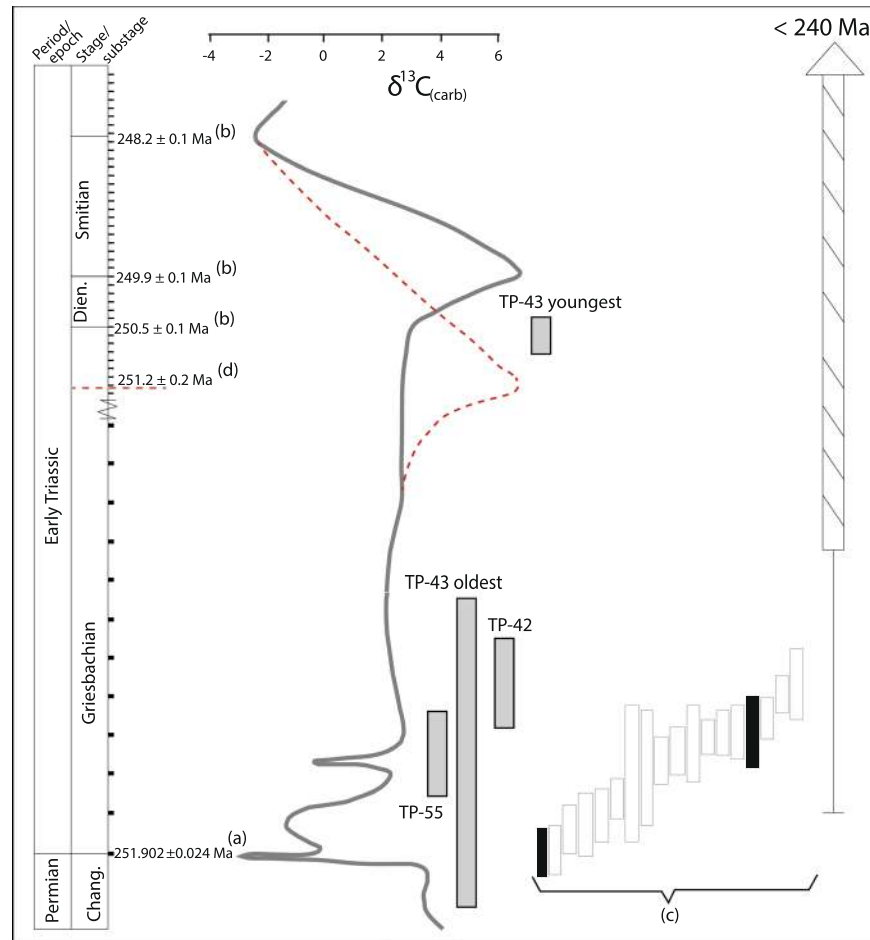 Period/
epoch
Stage/
substage
-4 -2 0 2 4 6
δ13C(carb)
< 240 Ma
248.2 ± 0.1 Ma (b)
Smitian
249.9 ± 0.1 Ma (b)
Dien.
TP-43 youngest
250.5 ± 0.1 Ma (b)
251.2 ± 0.2 Ma (d)
Early Triassic
Griesbachian
TP-43 oldest
TP-42
TP-55
251.902 ±0.024 Ma (a)
Permian
Chang.
(c)